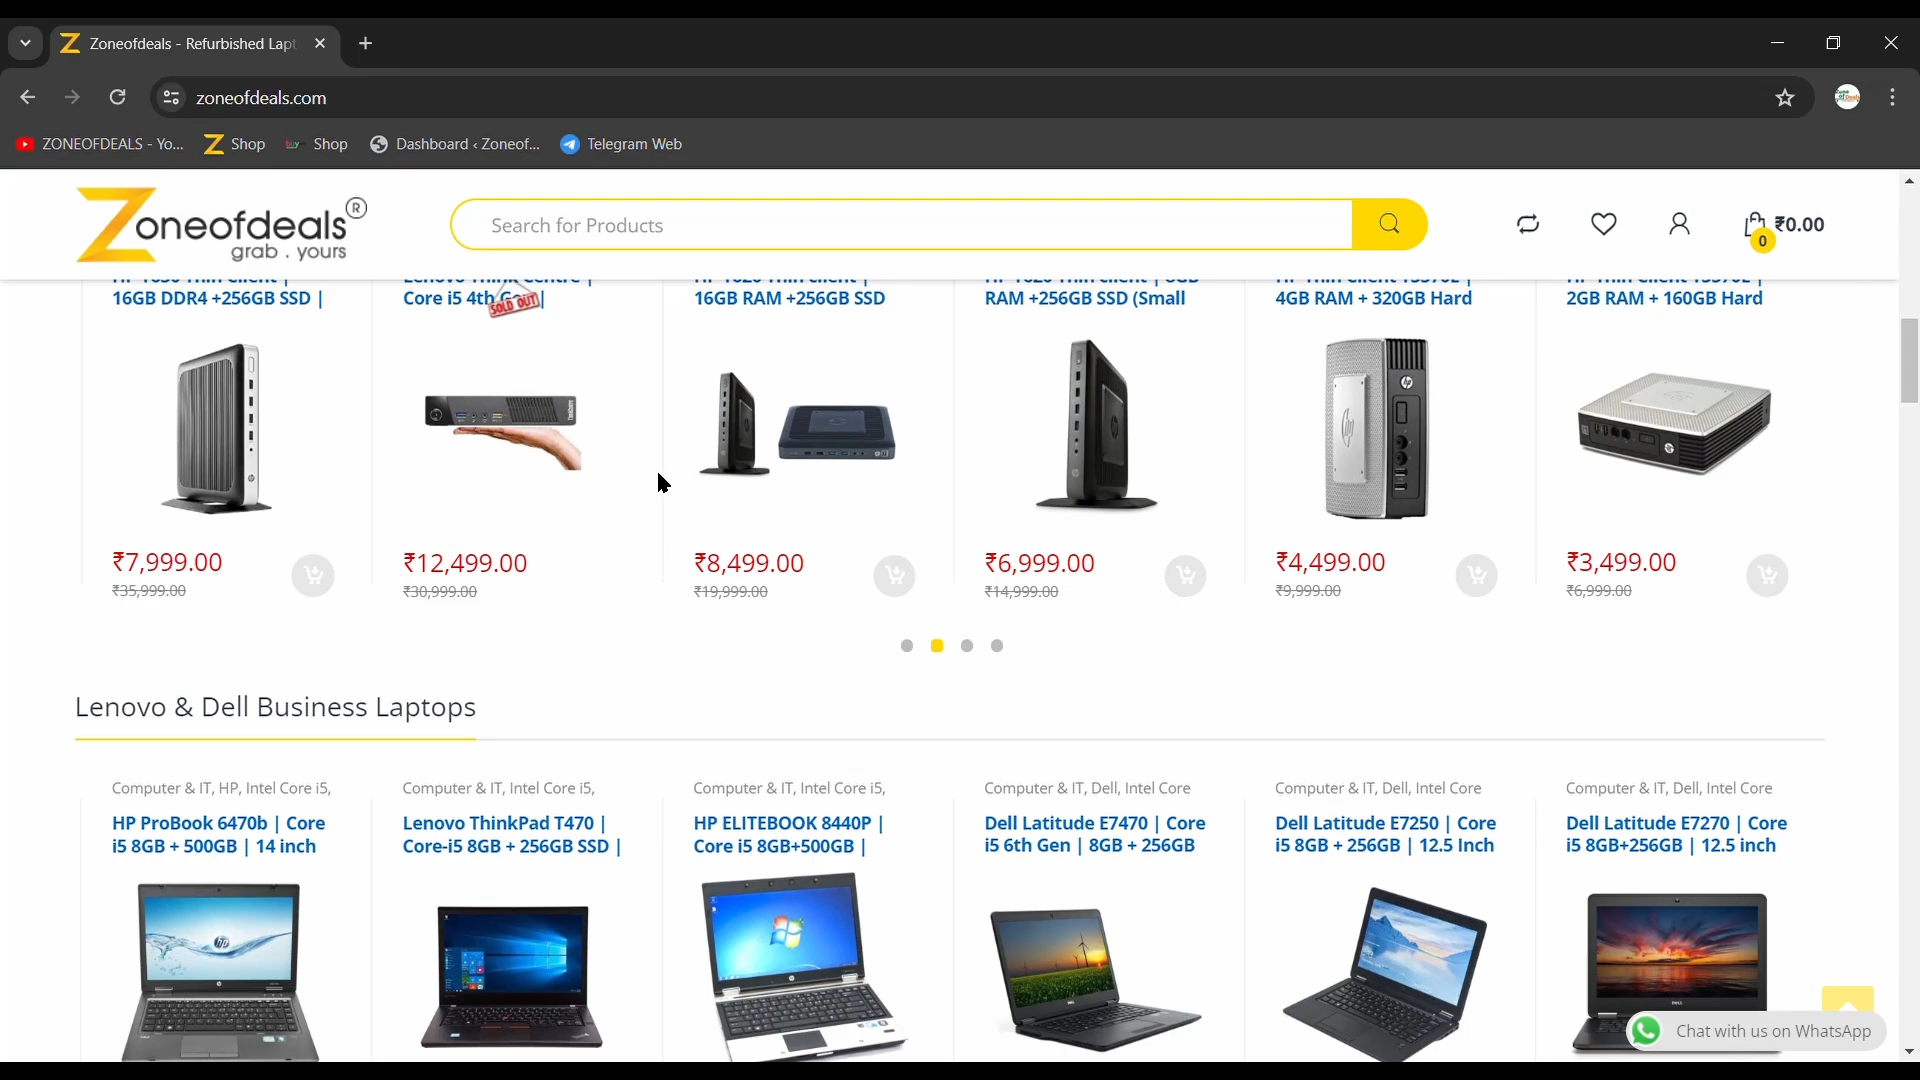 Zoneofdeals - Refurbished Lapt
zoneofdeals.com
ZONEOFDEALS - Yo...
Shop
Shop
Dashboard ‹ Zoneof...
Telegram Web
Zoneofdeals ®
grab . yours
Search for Products
0
₹0.00
16GB DDR4 +256GB SSD |
Core i5 4th Gen |
SOLD OUT
16GB RAM +256GB SSD
RAM +256GB SSD (Small
4GB RAM + 320GB Hard
2GB RAM + 160GB Hard
₹7,999.00
₹35,999.00
₹12,499.00
₹30,999.00
₹8,499.00
₹19,999.00
₹6,999.00
₹14,999.00
₹4,499.00
₹9,999.00
₹3,499.00
₹6,999.00
Lenovo & Dell Business Laptops
Computer & IT, HP, Intel Core i5,
HP ProBook 6470b | Core
i5 8GB + 500GB | 14 inch
Computer & IT, Intel Core i5,
Lenovo ThinkPad T470 |
Core-i5 8GB + 256GB SSD |
Computer & IT, Intel Core i5,
HP ELITEBOOK 8440P |
Core i5 8GB+500GB |
Computer & IT, Dell, Intel Core
Dell Latitude E7470 | Core
i5 6th Gen | 8GB + 256GB
Computer & IT, Dell, Intel Core
Dell Latitude E7250 | Core
i5 8GB + 256GB | 12.5 Inch
Computer & IT, Dell, Intel Core
Dell Latitude E7270 | Core
i5 8GB+256GB | 12.5 inch
Chat with us on WhatsApp